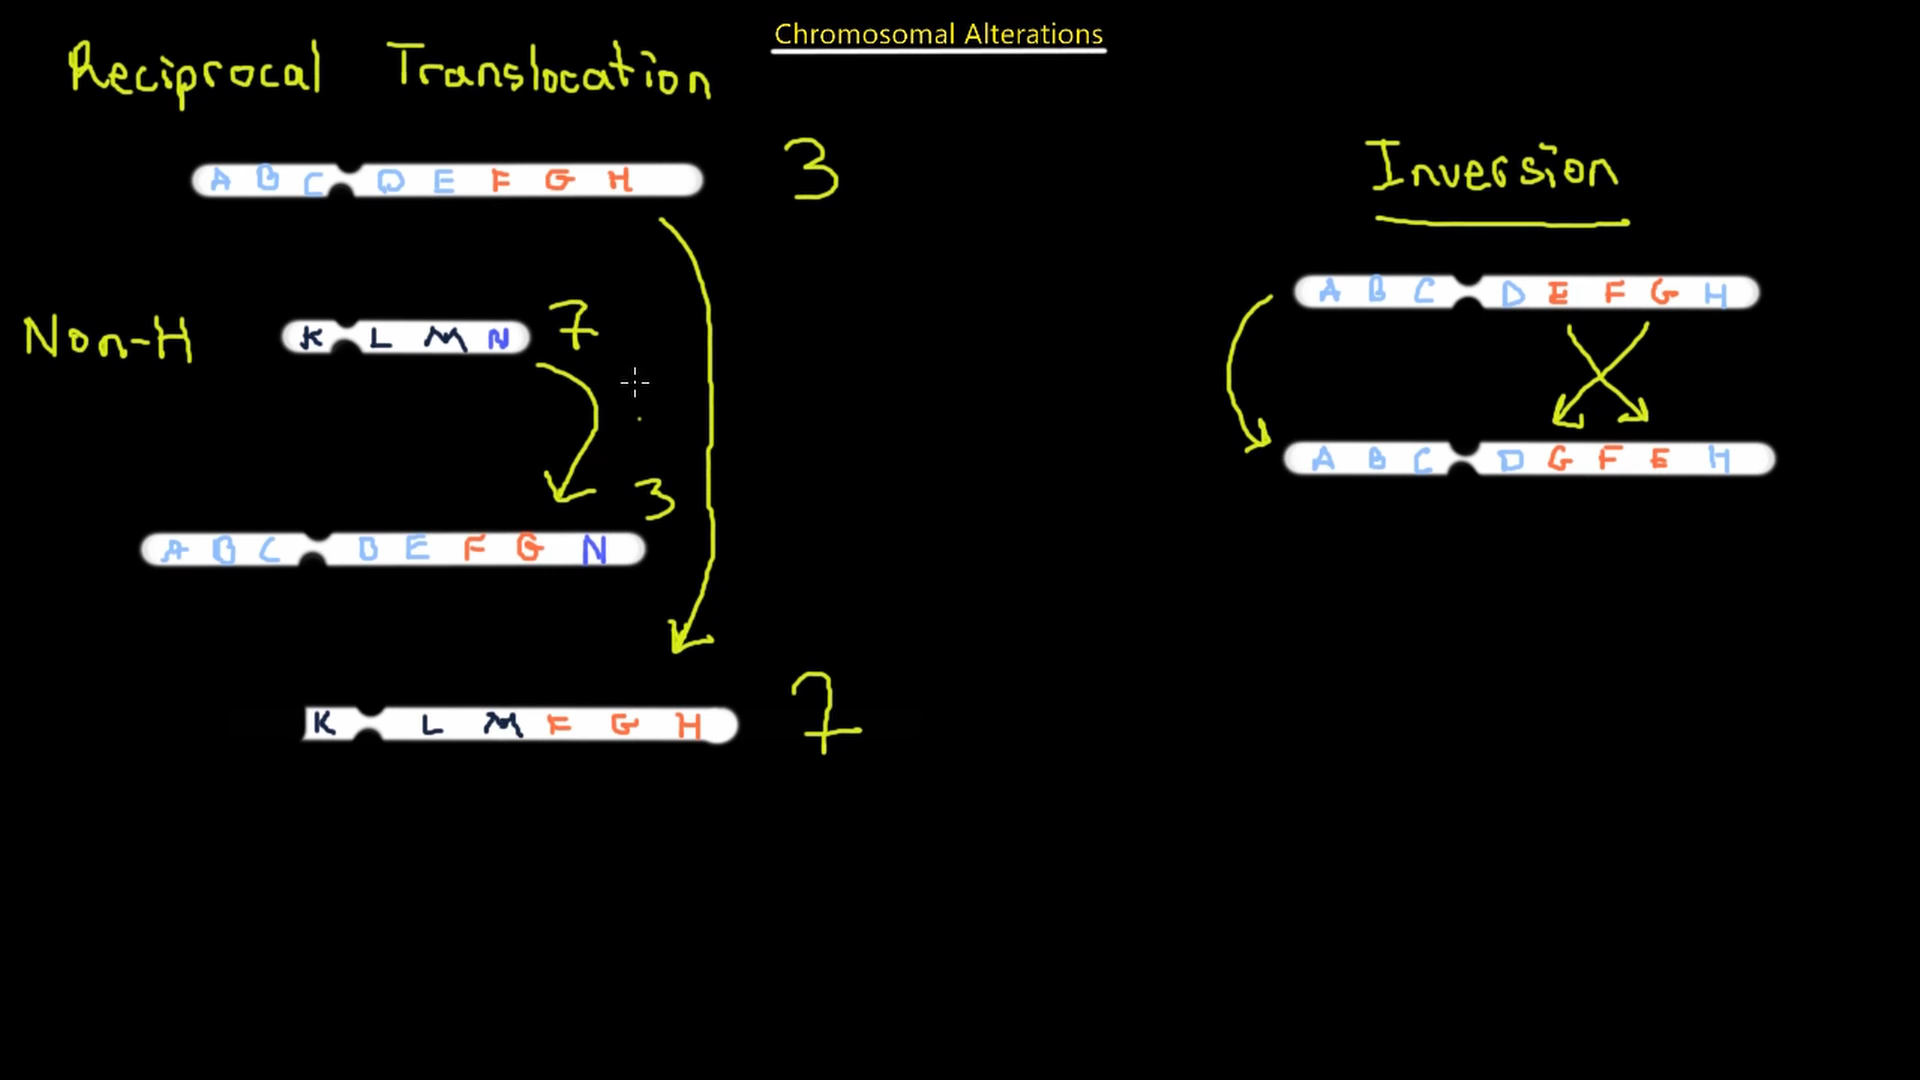 Chromosomal Alterations
Reciprocal Translocation
A B C D E F G H 3
Non-H K L M N 7
3
A B C D E F G N
K L M F G H 7
Inversion
A B C D E F G H
A B C D G F E H